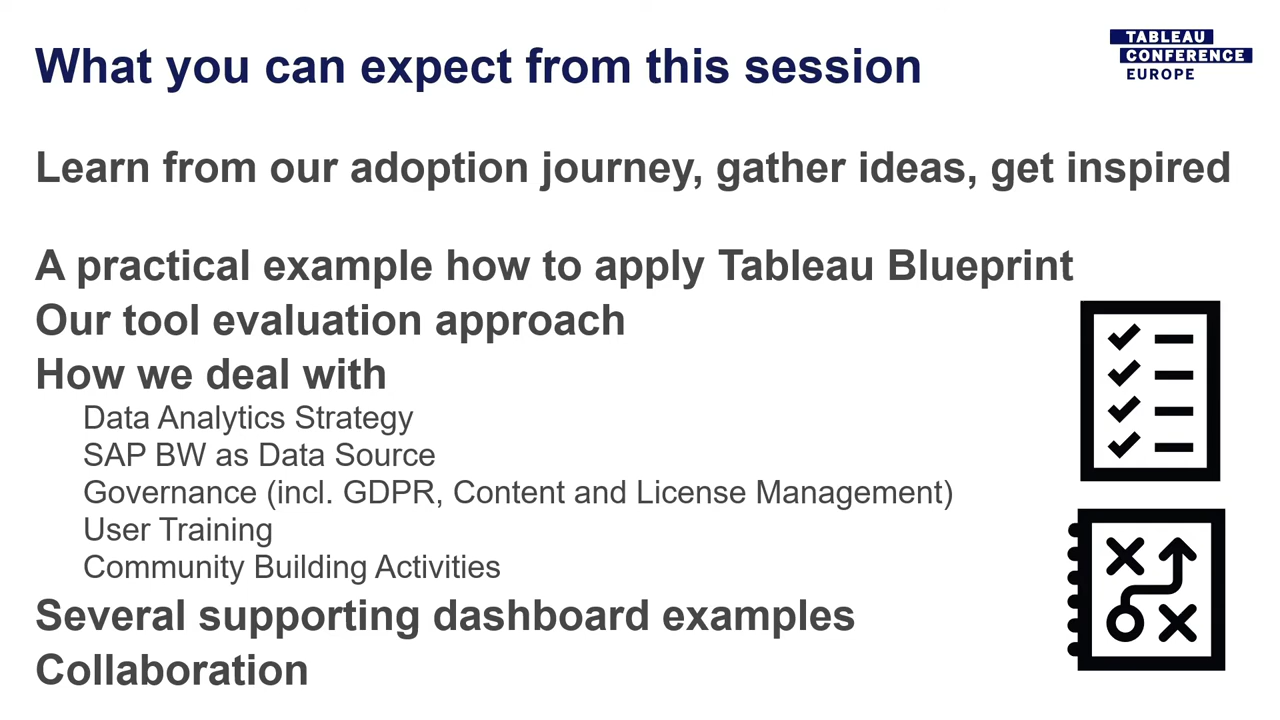 What you can expect from this session
TABLEAU
CONFERENCE
EUROPE
Learn from our adoption journey, gather ideas, get inspired
A practical example how to apply Tableau Blueprint
Our tool evaluation approach
How we deal with
Data Analytics Strategy
SAP BW as Data Source
Governance (incl. GDPR, Content and License Management)
User Training
Community Building Activities
Several supporting dashboard examples
Collaboration